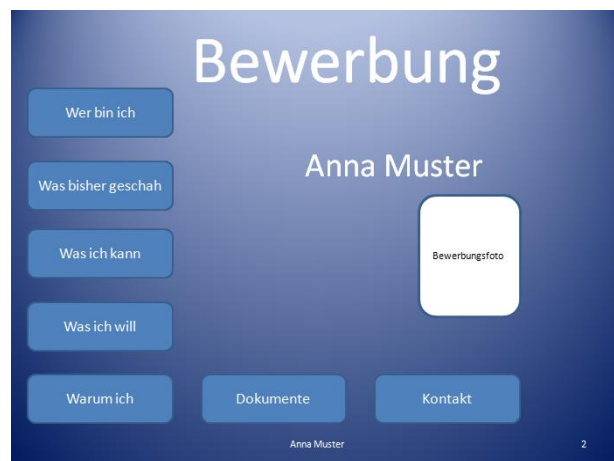 Bewerbung
Wer bin ich
Anna Muster
Was bisher geschah
Was ich kann
Bewerbungsfoto
Was ich will
Warum ich
Dokumente
Kontakt
Anna Muster
2